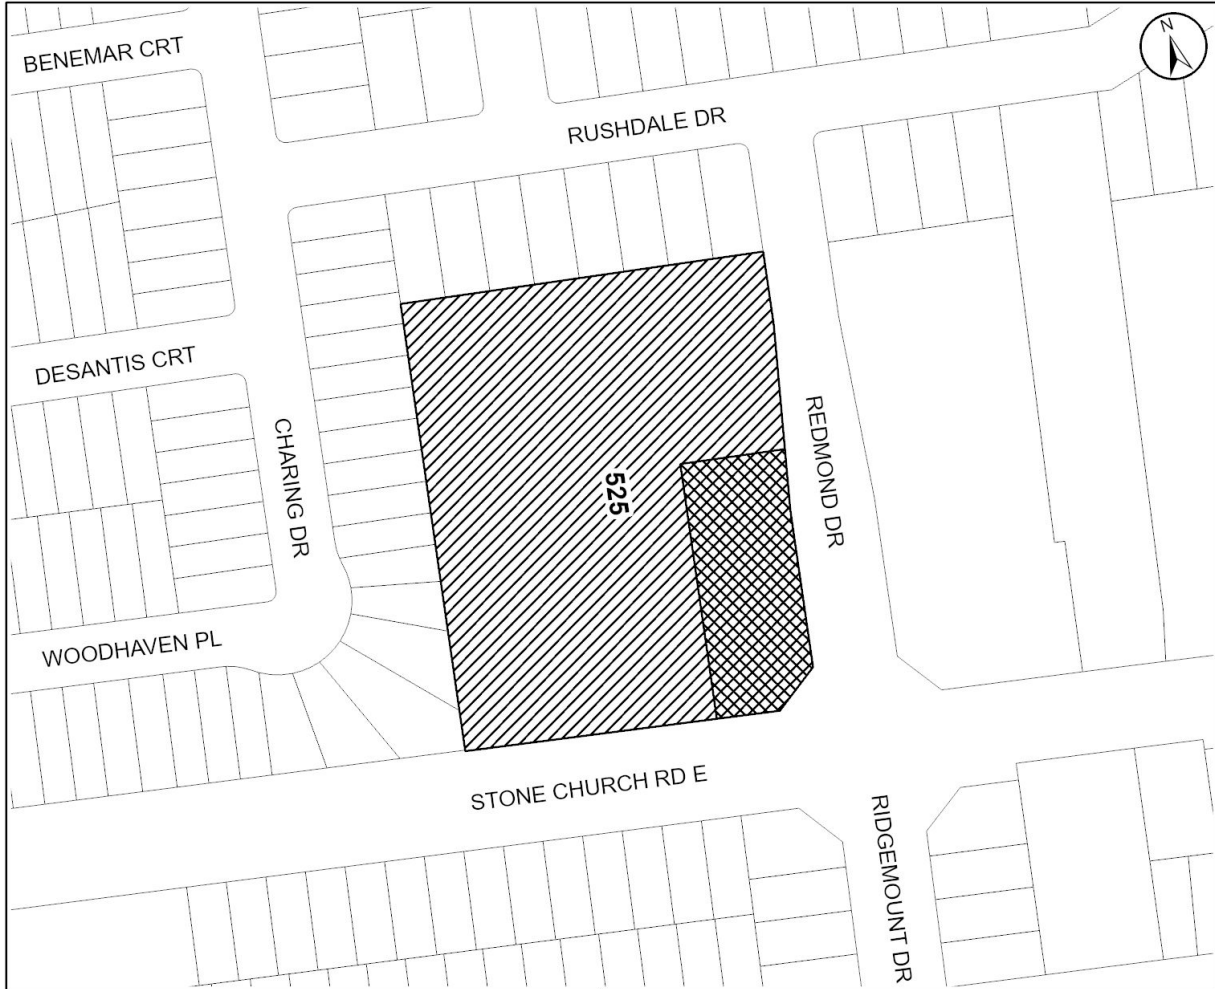 BENEMAR CRT
N
RUSHDALE DR
DESANTIS CRT
CHARING DR
REDMOND DR
525
WOODHAVEN PL
STONE CHURCH RD E
RIDGEMOUNT DR